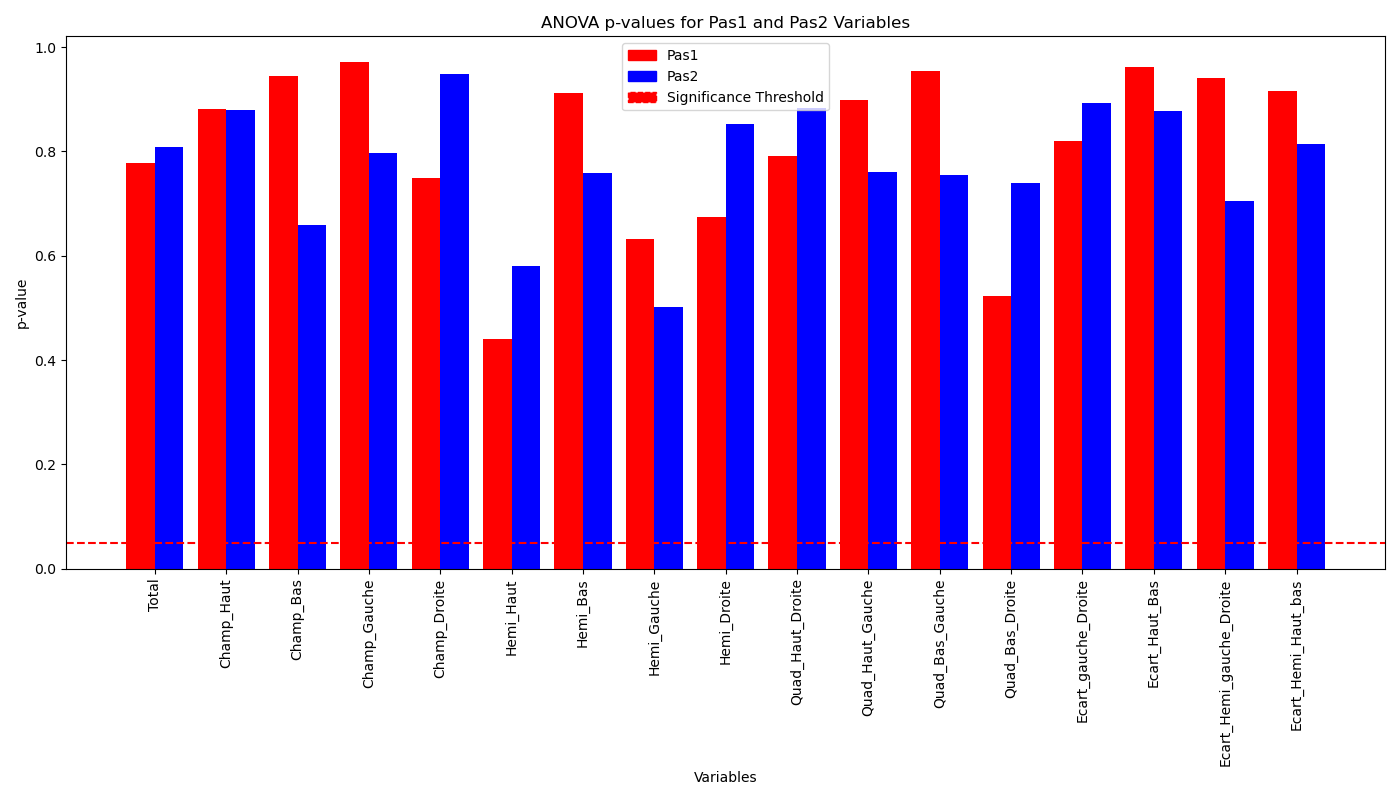 ANOVA p-values for Pas1 and Pas2 Variables
Pas1
Pas2
Significance Threshold
p-value
1.0
0.8
0.6
0.4
0.2
0.0
Total
Champ_Haut
Champ_Bas
Champ_Gauche
Champ_Droite
Hemi_Haut
Hemi_Bas
Hemi_Gauche
Hemi_Droite
Quad_Haut_Droite
Quad_Haut_Gauche
Quad_Bas_Gauche
Quad_Bas_Droite
Ecart_gauche_Droite
Ecart_Haut_Bas
Ecart_Hemi_gauche_Droite
Ecart_Hemi_Haut_bas
Variables